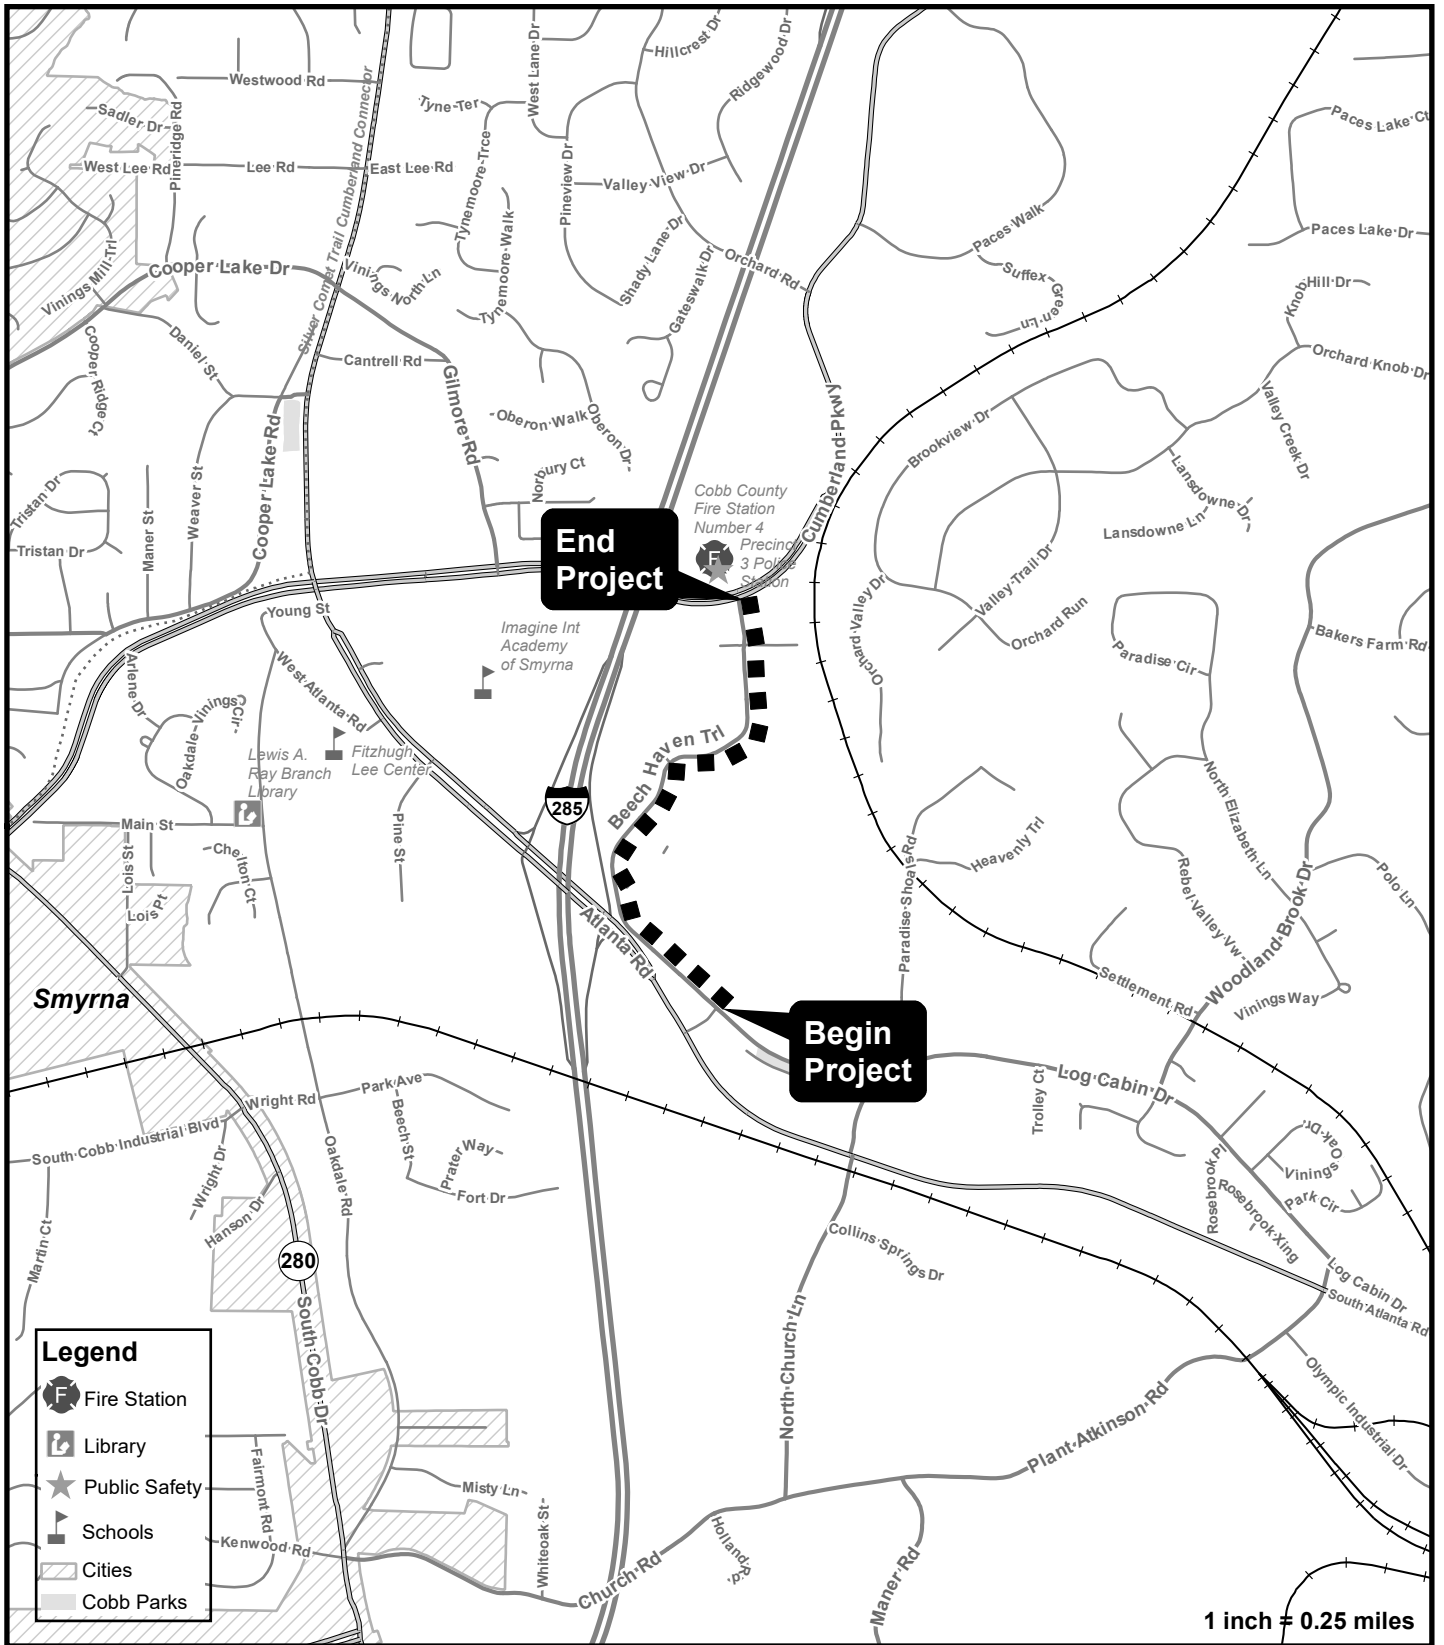 Hillcrest Dr
Ridgewood Dr
West Lane Dr
Westwood Rd
Tyne Ter
Sadler Dr
Pineridge Rd
Silver Comet Trail Cumberland Connector
Paces Lake Ct
West Lee Rd
Lee Rd
East Lee Rd
Tynemoore Trce
Pineview Dr
Valley View Dr
Tynemoore Walk
Shady Lane Dr
Gateswalk Dr
Orchard Rd
Paces Walk
Paces Lake Dr
Suffex Green Ln
Knob Hill Dr
Vinings Mill Trl
Cooper Lake Dr
Vinings North Ln
Cooper Ridge Ct
Daniel St
Cantrell Rd
Gilmore Rd
Orchard Knob Dr
Oberon Walk
Oberon Dr
Norbury Ct
Cumberland Pkwy
Brookview Dr
Valley Creek Dr
Lansdowne Dr
Lansdowne Ln
Tristan Dr
Tristan Dr
Maner St
Weaver St
Cooper Lake Rd
Cobb County
Fire Station
Number 4
Precinct
3 Police
Station
F
End
Project
Young St
Imagine Int
Academy
of Smyrna
Orchard Valley Dr
Valley Trail Dr
Orchard Run
Paradise Cir
Bakers Farm Rd
Arlene Dr
West Atlanta Rd
Oakdale Vinings Cir
Lewis A.
Ray Branch
Library
Fitzhugh
Lee Center
Beech Haven Trl
285
Main St
Lois St
Lois Pt
Chelton Ct
Pine St
Atlanta Rd
Paradise Shoals Rd
Heavenly Trl
North Elizabeth Ln
Rebel Valley Vw
Woodland Brook Dr
Polo Ln
Settlement Rd
Vinings Way
Smyrna
Begin
Project
Log Cabin Dr
Trolley Ct
Wright Rd
Park Ave
Beech St
South Cobb Industrial Blvd
Wright Dr
Hanson Dr
Oakdale Rd
Prater Way
Fort Dr
Martin Ct
280
South Cobb Dr
Collins Springs Dr
Rosebrook Pl
Rosebrook Xing
Vinings Oak Dr
Park Cir
Log Cabin Dr
South Atlanta Rd
North Church Ln
Plant Atkinson Rd
Olympic Industrial Dr
Fairmont Rd
Kenwood Rd
Misty Ln
Whiteoak St
Church Rd
Holland Rd
Maner Rd
Legend
F Fire Station
Library
Public Safety
Schools
Cities
Cobb Parks
1 inch = 0.25 miles